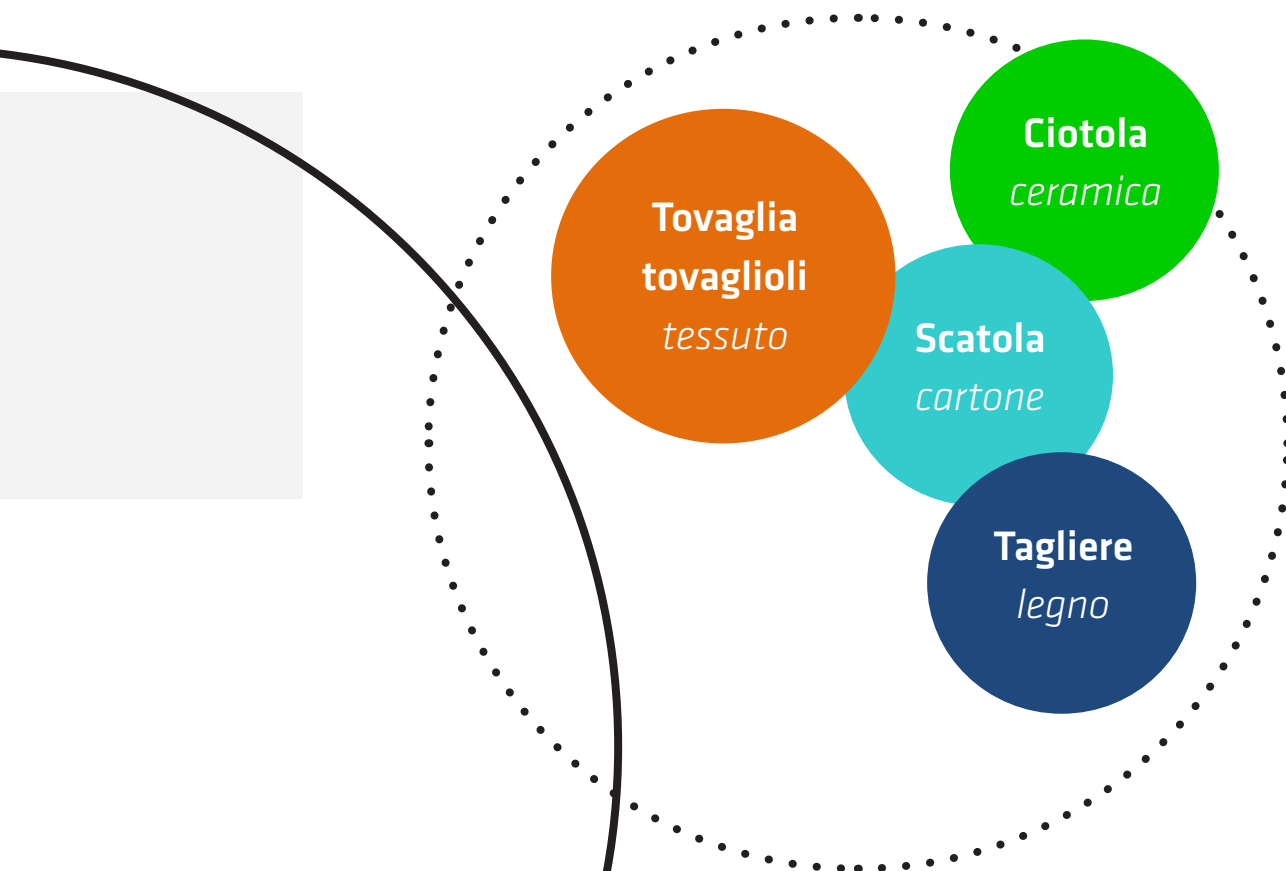 Ciotola
ceramica
Tovaglia
tovaglioli
tessuto
Scatola
cartone
Tagliere
legno